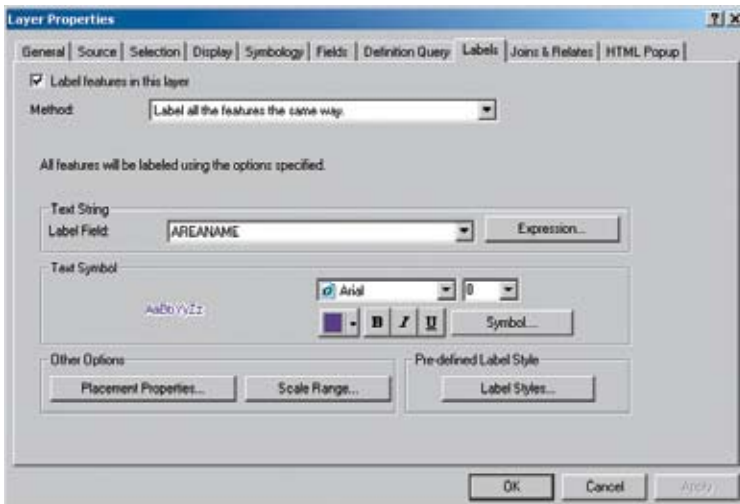 Layer Properties
General Source Selection Display Symbology Fields Definition Query Labels Joins & Relates HTML Popup
Label features in this layer
Method: Label all the features the same way.
All features will be labeled using the options specified.
Text String
Label Field: AREANAME Expression...
Text Symbol
AaBbYyZz
Arial
B I U Symbol...
Other Options Pre-defined Label Style
Placement Properties... Scale Range... Label Styles...
OK Cancel Apply